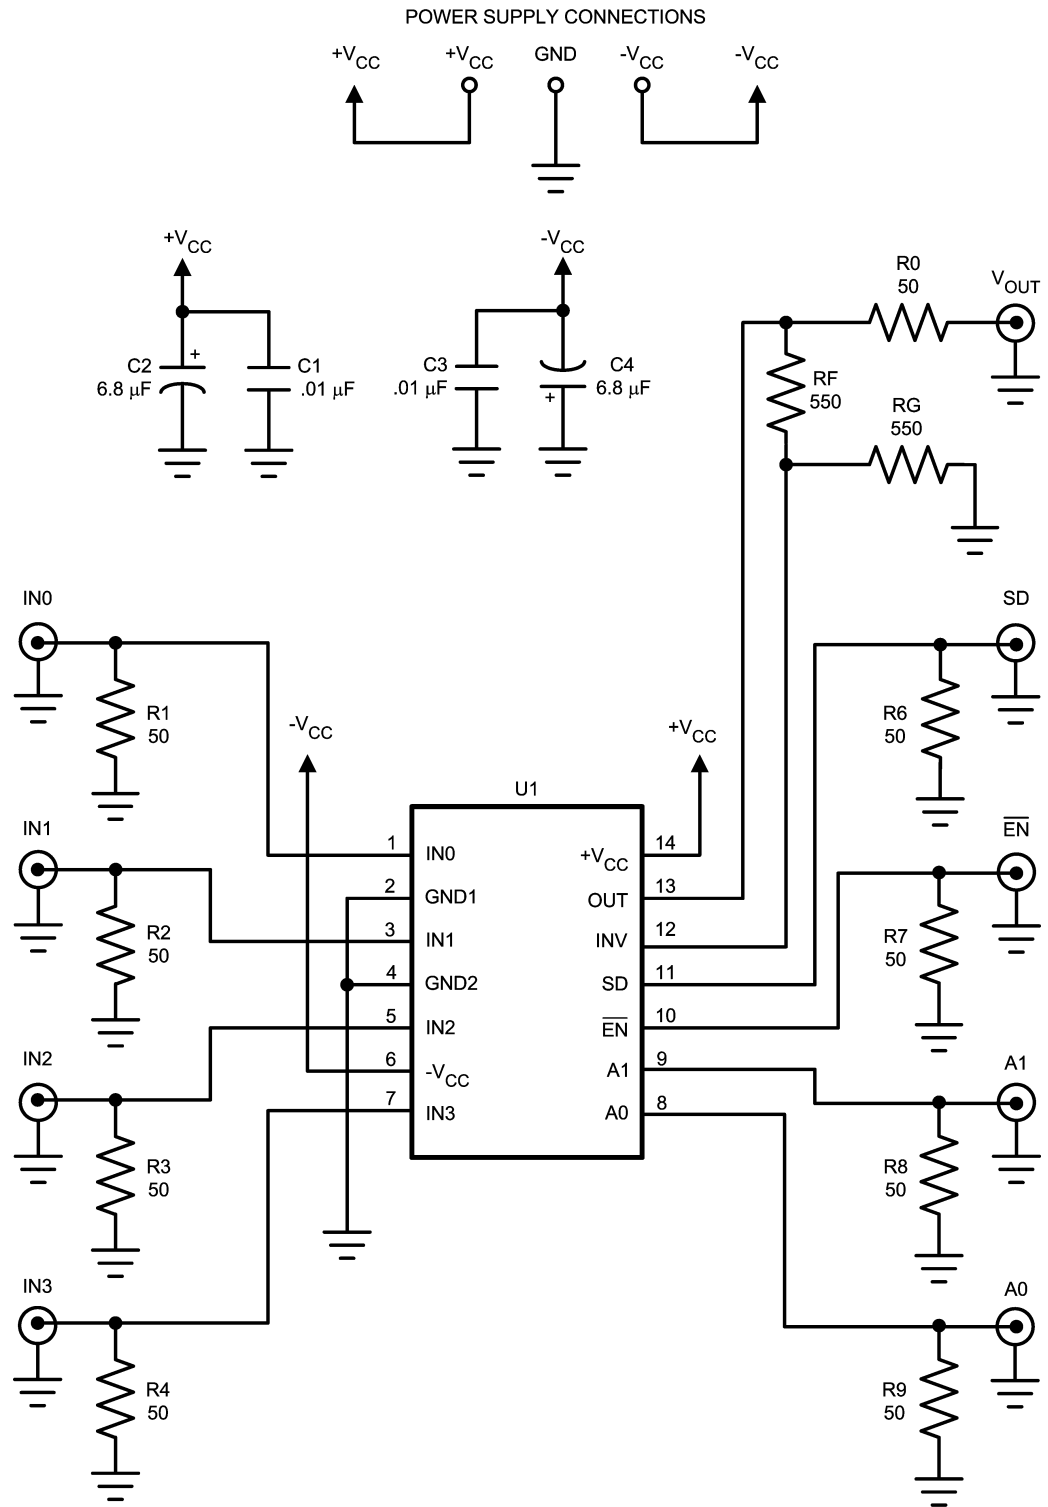 POWER SUPPLY CONNECTIONS
+VCC
+VCC
GND
-VCC
-VCC
+VCC
-VCC
C2
6.8 µF
+
C1
.01 µF
C3
.01 µF
C4
6.8 µF
+
R0
50
VOUT
RF
550
RG
550
IN0
R1
50
-VCC
+VCC
SD
R6
50
U1
IN1
R2
50
EN
R7
50
1 IN0
2 GND1
3 IN1
4 GND2
5 IN2
6 -VCC
7 IN3
+VCC 14
OUT 13
INV 12
SD 11
EN 10
A1 9
A0 8
IN2
R3
50
A1
R8
50
IN3
R4
50
A0
R9
50